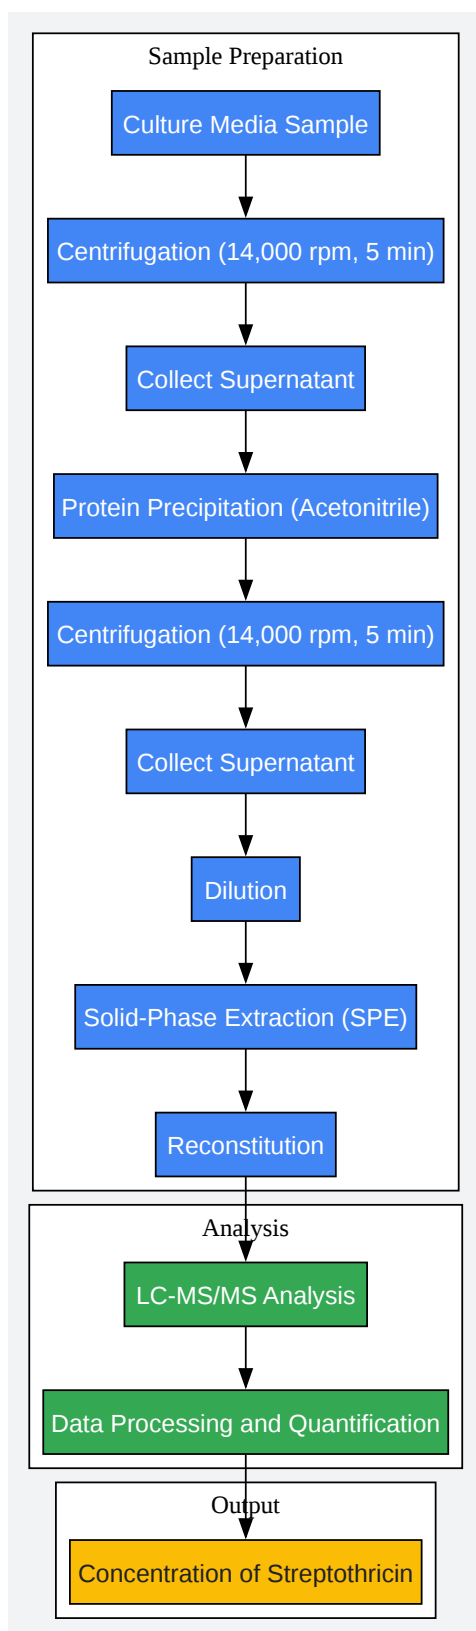 Sample Preparation
Culture Media Sample
Centrifugation (14,000 rpm, 5 min)
Collect Supernatant
Protein Precipitation (Acetonitrile)
Centrifugation (14,000 rpm, 5 min)
Collect Supernatant
Dilution
Solid-Phase Extraction (SPE)
Reconstitution
Analysis
LC-MS/MS Analysis
Data Processing and Quantification
Output
Concentration of Streptothricin